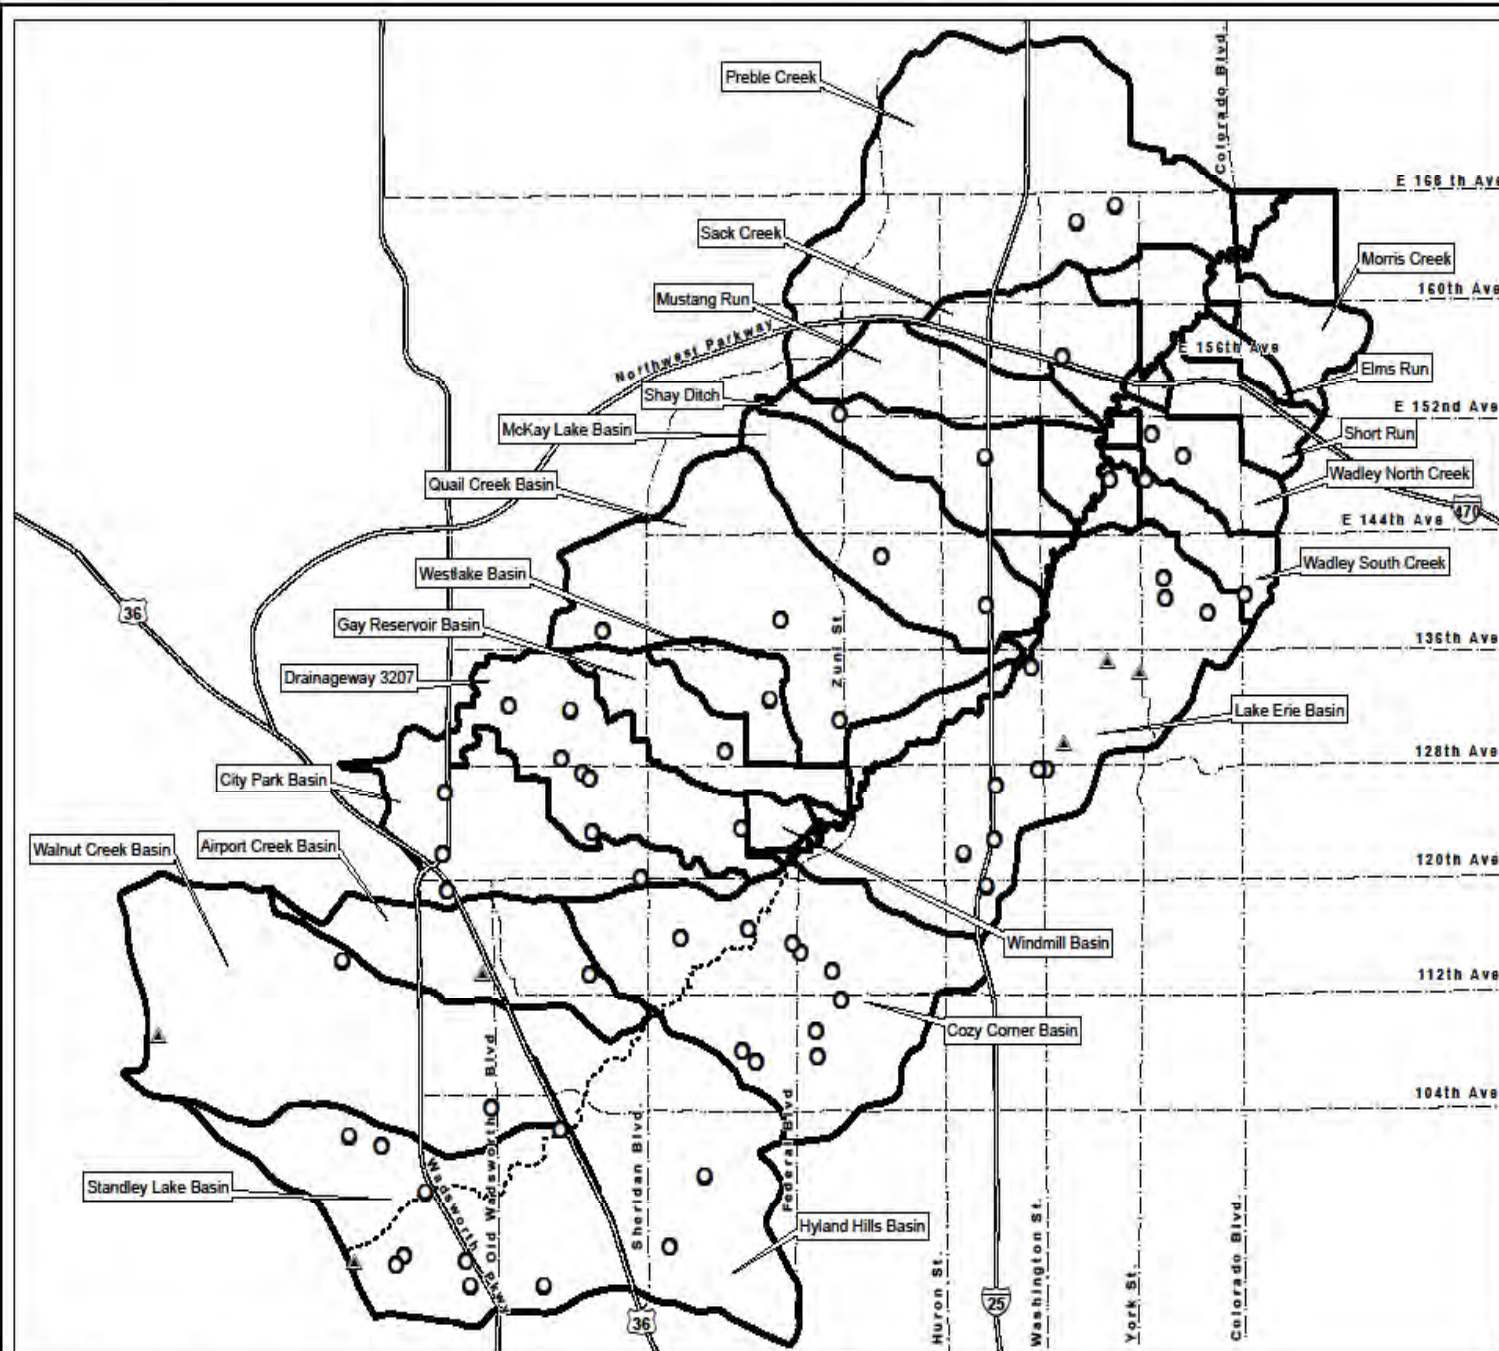 Preble Creek
Colorado Blvd.
E 168 th Ave
Sack Creek
Morris Creek
Mustang Run
160th Ave
Northwest Parkway
E 156th Ave
Elms Run
Shay Ditch
E 152nd Ave
McKay Lake Basin
Short Run
Wadley North Creek
Quail Creek Basin
470
E 144th Ave
Westlake Basin
Wadley South Creek
36
Gay Reservoir Basin
Zuni St
136th Ave
Drainageway 3207
Lake Erie Basin
128th Ave
City Park Basin
Walnut Creek Basin
Airport Creek Basin
120th Ave
Windmill Basin
112th Ave
Cozy Corner Basin
104th Ave
Standley Lake Basin
Wadsworth Pkwy
Old Wadsworth Blvd
Sheridan Blvd.
Federal Blvd
Hyland Hills Basin
Huron St.
25
Washington St.
York St.
Colorado Blvd.
36